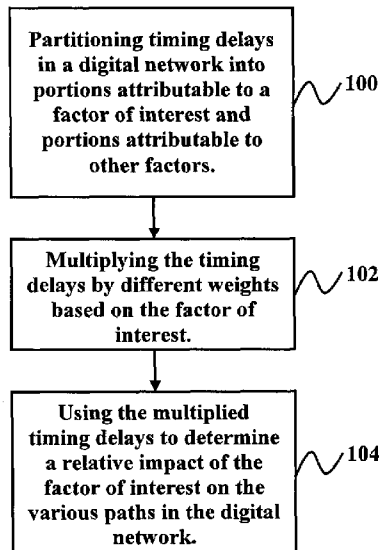 Partitioning timing delays
in a digital network into
portions attributable to a
factor of interest and
portions attributable to
other factors.
100
Multiplying the timing
delays by different weights
based on the factor of
interest.
102
Using the multiplied
timing delays to determine
a relative impact of the
factor of interest on the
various paths in the digital
network.
104